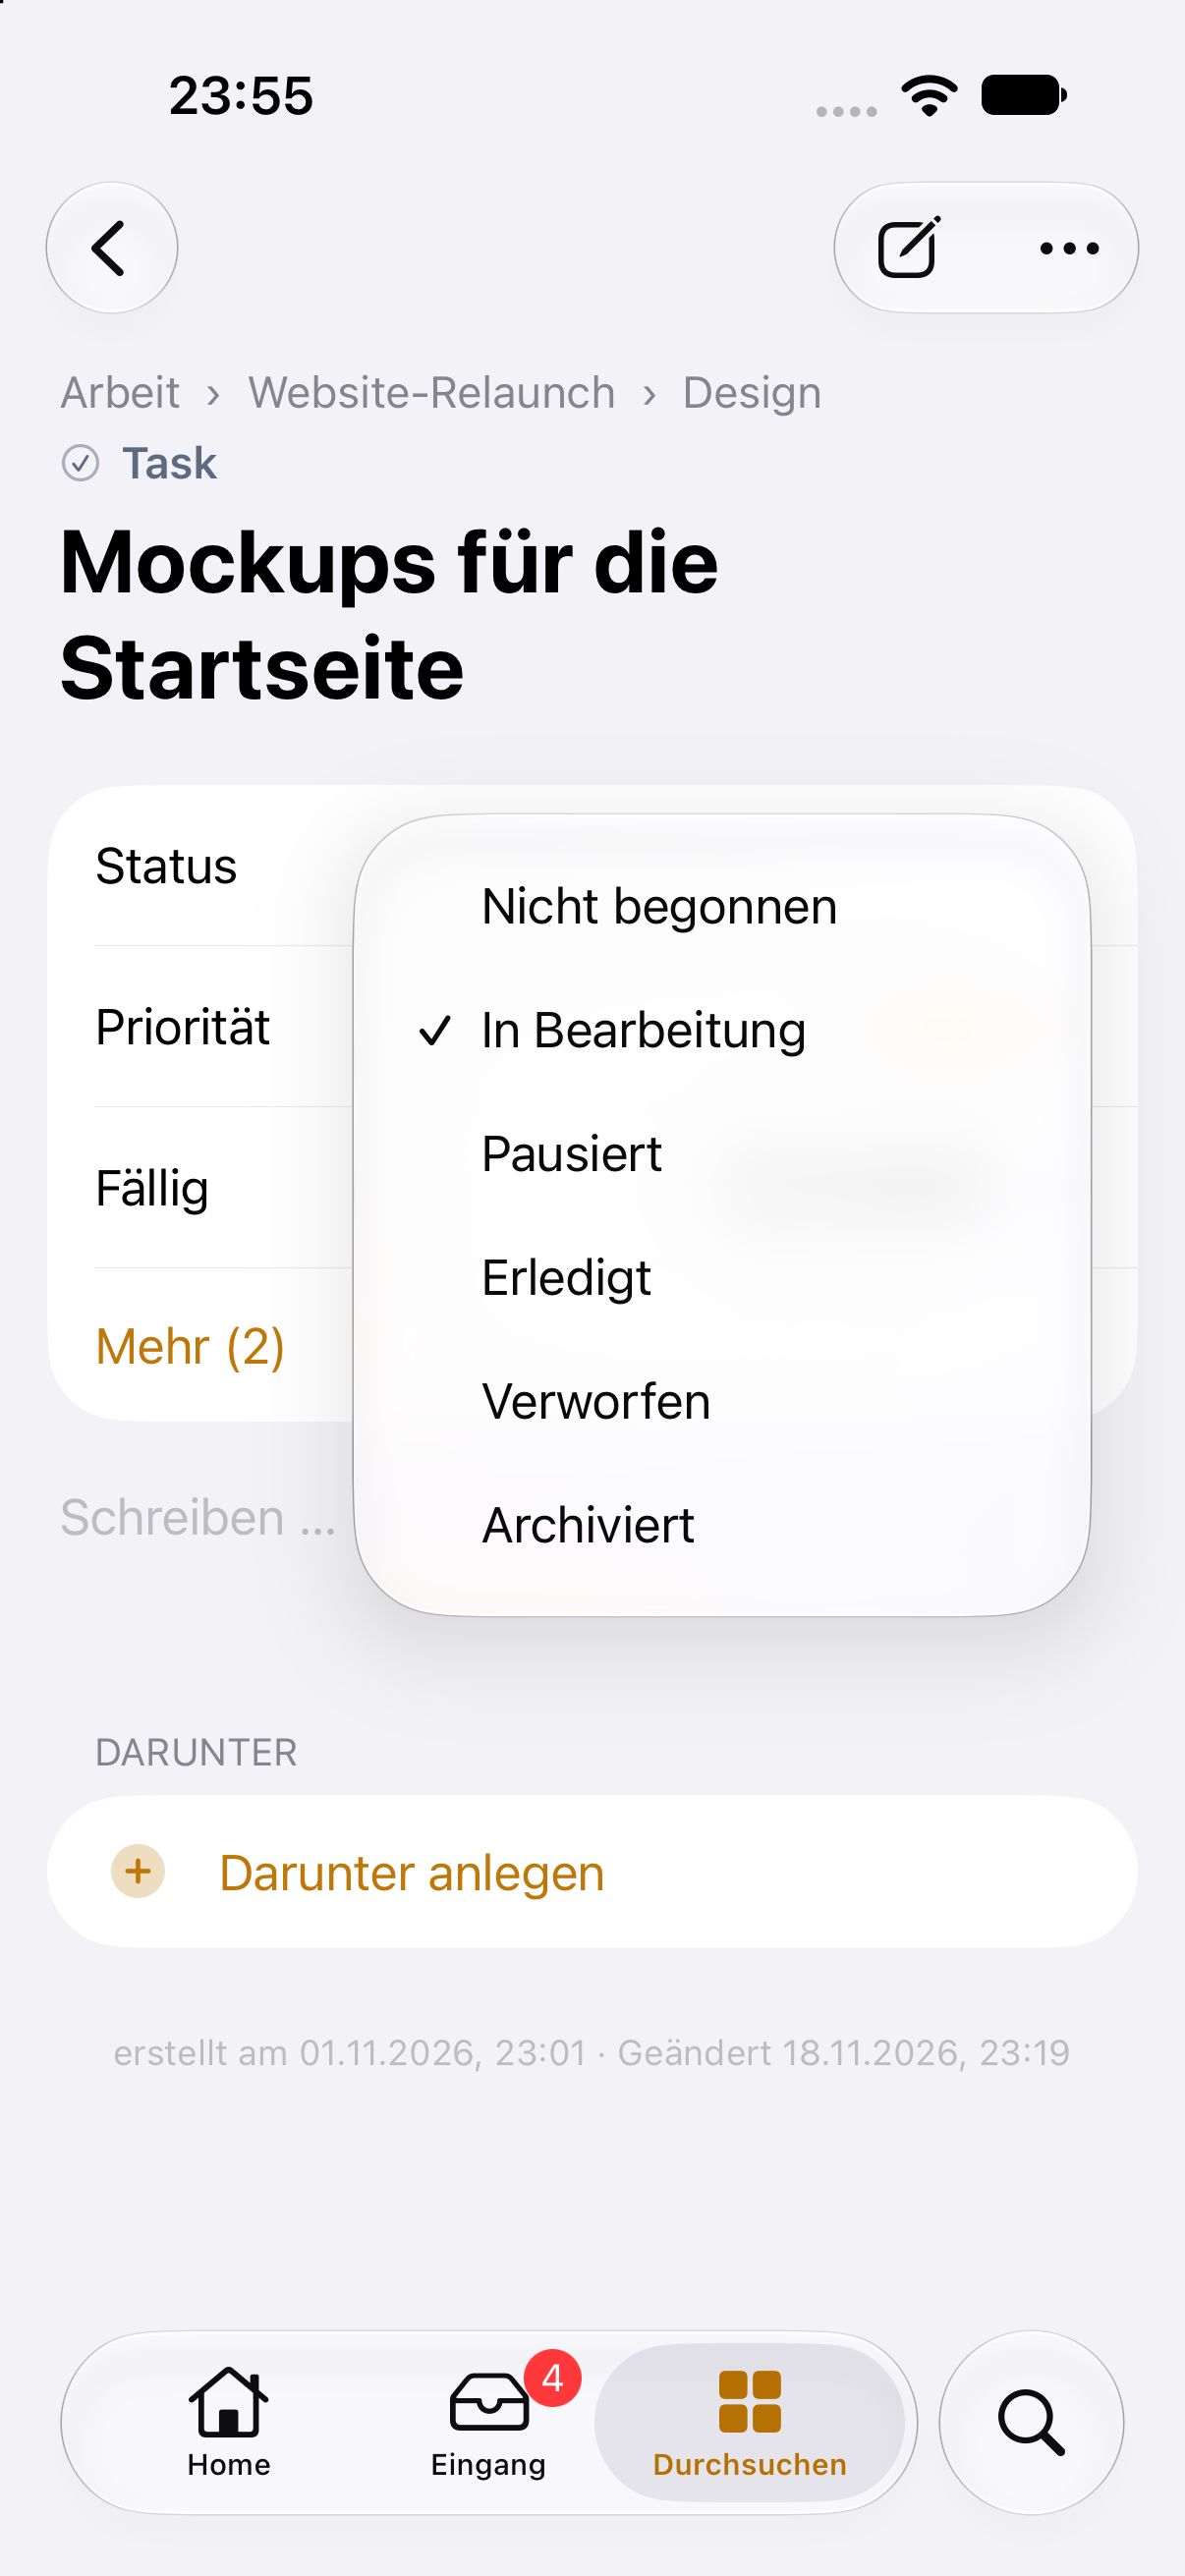 23:55
Arbeit › Website-Relaunch › Design
Task
Mockups für die
Startseite
Status
Priorität
Fällig
Mehr (2)
Nicht begonnen
In Bearbeitung
Pausiert
Erledigt
Verworfen
Archiviert
Schreiben ...
DARUNTER
Darunter anlegen
erstellt am 01.11.2026, 23:01 · Geändert 18.11.2026, 23:19
4
Home
Eingang
Durchsuchen